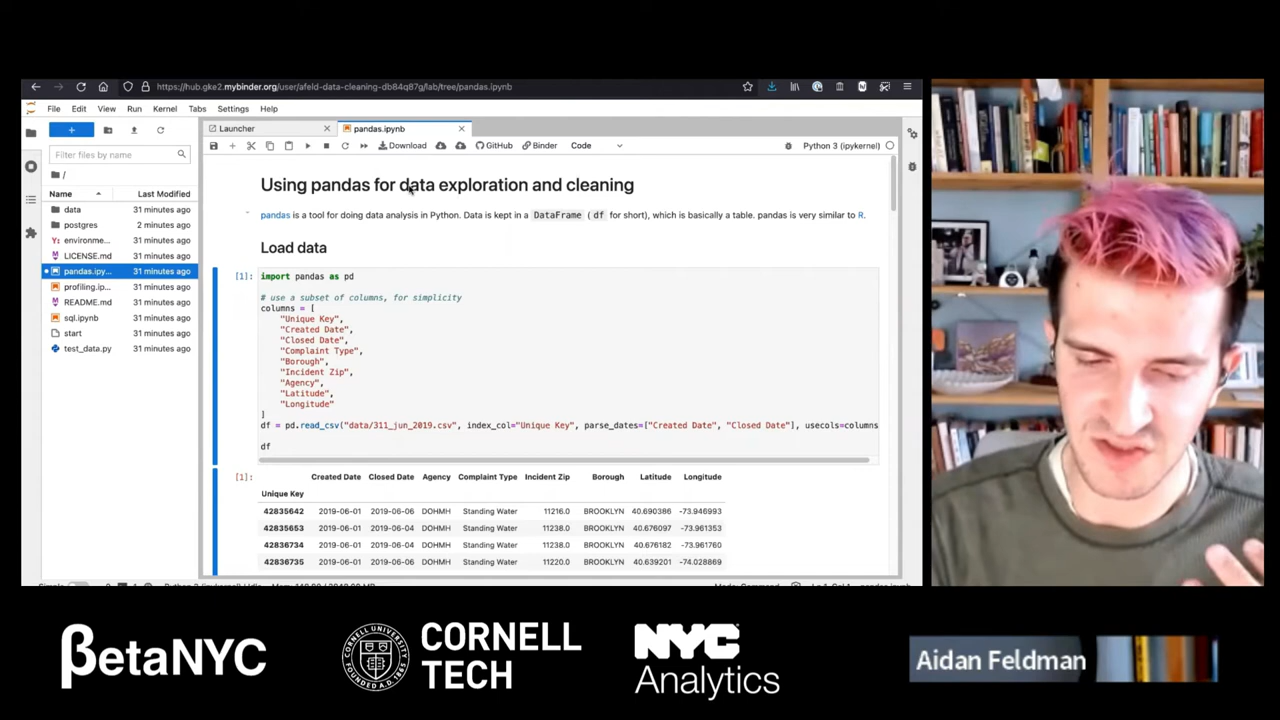 https://hub.gke2.mybinder.org/user/afeld-data-cleaning-db84q87g/lab/tree/pandas.ipynb
File Edit View Run Kernel Tabs Settings Help
Launcher
pandas.ipynb
Download GitHub Binder Code Python 3 (ipykernel)
Filter files by name
/
Name Last Modified
data 31 minutes ago
postgres 2 minutes ago
environme... 31 minutes ago
LICENSE.md 31 minutes ago
pandas.ipy... 31 minutes ago
profiling.ip... 31 minutes ago
README.md 31 minutes ago
sql.ipynb 31 minutes ago
start 31 minutes ago
test_data.py 31 minutes ago
Using pandas for data exploration and cleaning
pandas is a tool for doing data analysis in Python. Data is kept in a DataFrame (df for short), which is basically a table. pandas is very similar to R.
Load data
[1]: import pandas as pd
# use a subset of columns, for simplicity
columns = [
"Unique Key",
"Created Date",
"Closed Date",
"Complaint Type",
"Borough",
"Incident Zip",
"Agency",
"Latitude",
"Longitude"
]
df = pd.read_csv("data/311_jun_2019.csv", index_col="Unique Key", parse_dates=["Created Date", "Closed Date"], usecols=columns
df
[1]: Created Date Closed Date Agency Complaint Type Incident Zip Borough Latitude Longitude
Unique Key
42835642 2019-06-01 2019-06-06 DOHMH Standing Water 11216.0 BROOKLYN 40.690386 -73.946993
42835653 2019-06-01 2019-06-04 DOHMH Standing Water 11238.0 BROOKLYN 40.676097 -73.961353
42836734 2019-06-01 2019-06-04 DOHMH Standing Water 11238.0 BROOKLYN 40.676182 -73.961760
42836735 2019-06-01 2019-06-04 DOHMH Standing Water 11220.0 BROOKLYN 40.639201 -74.028869
βetaNYC
CORNELL
TECH
NYC
Analytics
Aidan Feldman